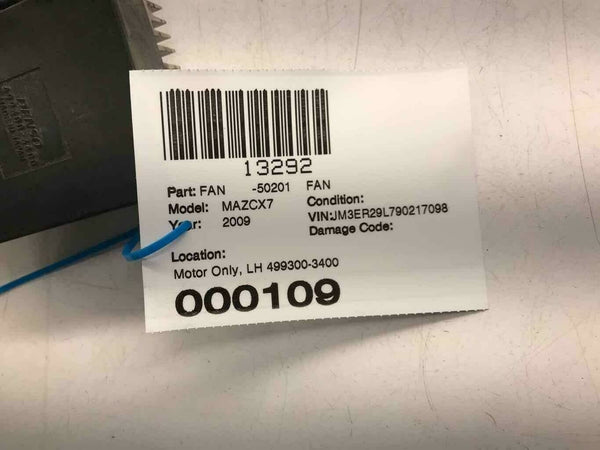 13292
Part: FAN -50201 FAN
Model: MAZCX7
Condition:
Year: 2009
VIN:JM3ER29L790217098
Damage Code:
Location:
Motor Only, LH 499300-3400
000109